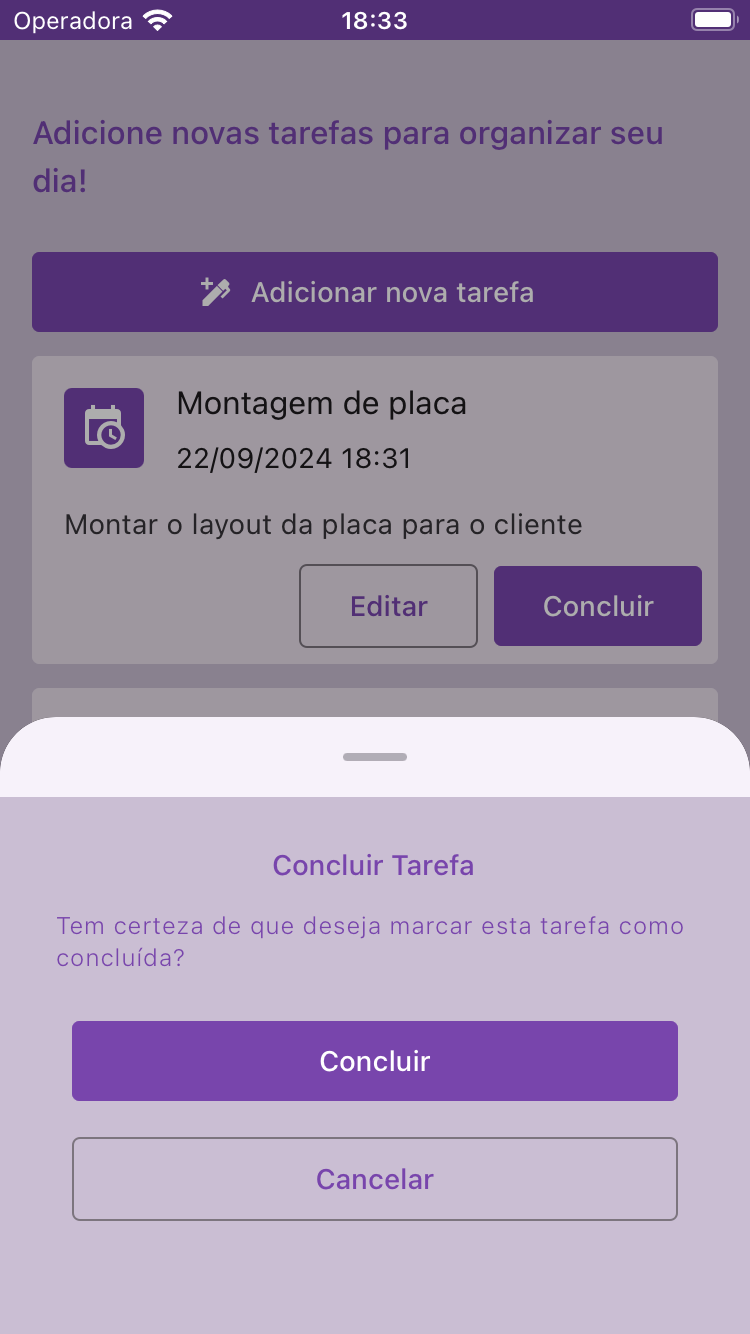 Operadora 18:33
Adicione novas tarefas para organizar seu
dia!
Adicionar nova tarefa
Montagem de placa
22/09/2024 18:31
Montar o layout da placa para o cliente
Editar Concluir
Concluir Tarefa
Tem certeza de que deseja marcar esta tarefa como
concluída?
Concluir
Cancelar